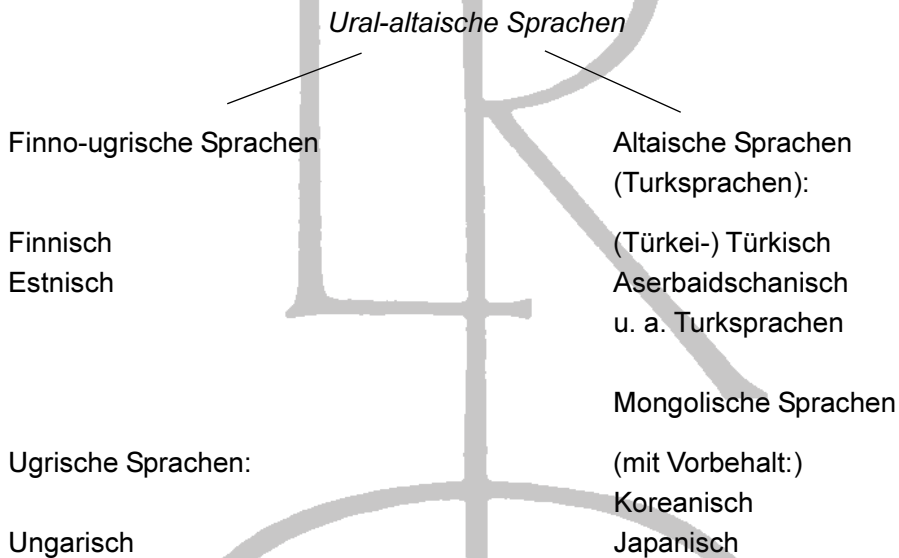 Ural-altaische Sprachen
Finno-ugrische Sprachen
Finnisch
Estnisch
Ugrische Sprachen:
Ungarisch
Altaische Sprachen
(Turksprachen):
(Türkei-) Türkisch
Aserbaidschanisch
u. a. Turksprachen
Mongolische Sprachen
(mit Vorbehalt:)
Koreanisch
Japanisch